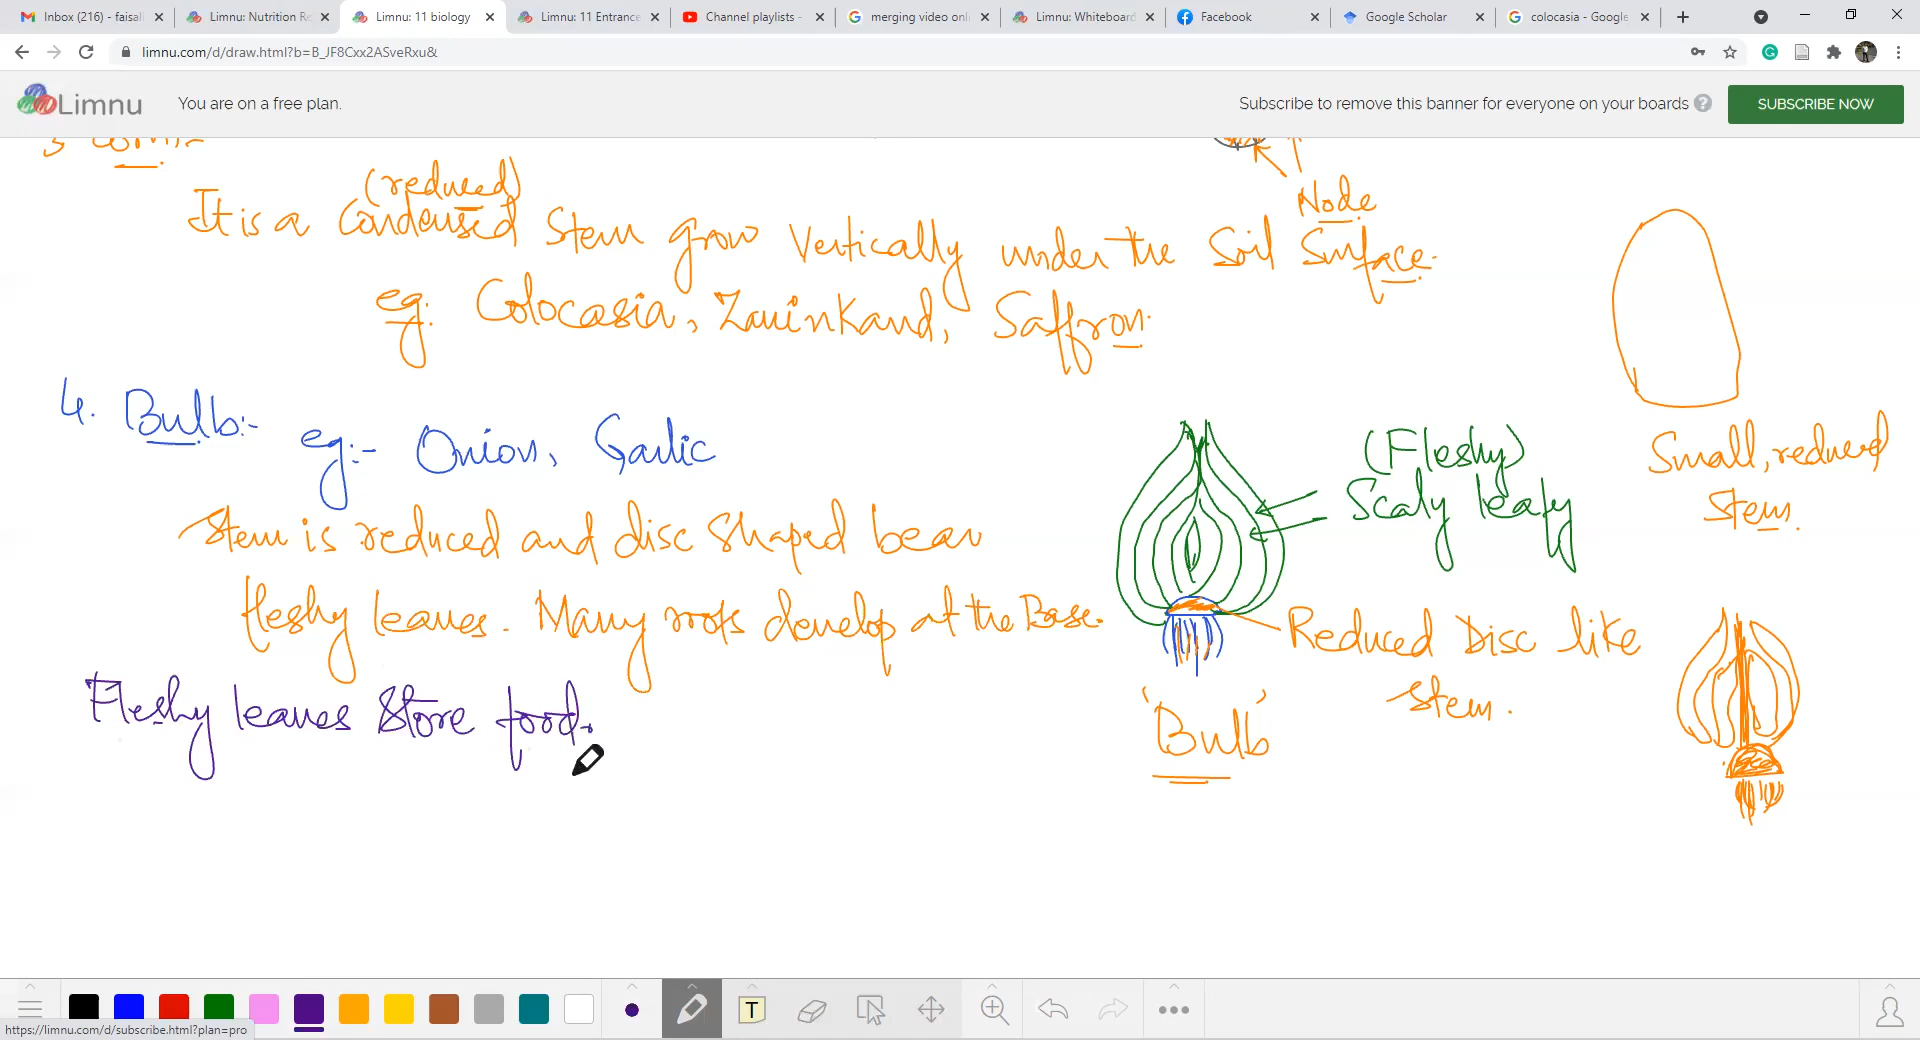 Inbox (216) - faisall
Limnu: Nutrition Re
Limnu: 11 biology
Limnu: 11 Entrance
Channel playlists -
merging video onl
Limnu: Whiteboard
Facebook
Google Scholar
colocasia - Google
limnu.com/d/draw.html?b=B_JF8Cxx2ASveRxu&
Limnu
You are on a free plan.
Subscribe to remove this banner for everyone on your boards
SUBSCRIBE NOW
(reduced)
Node
It is a Condensed Stem grow Vertically under the Soil Surface.
eg: Colocasia, Zaminkand, Saffron.
4. Bulb:-
eg:- Onion, Garlic
(Fleshy)
Scaly leafy
Small, reduced
Stem.
Stem is reduced and disc shaped bear
fleshy leaves. Many roots develop at the Base.
Reduced Disc like
stem.
Fleshy leaves Store food.
'Bulb'
T
https://limnu.com/d/subscribe.html?plan=pro